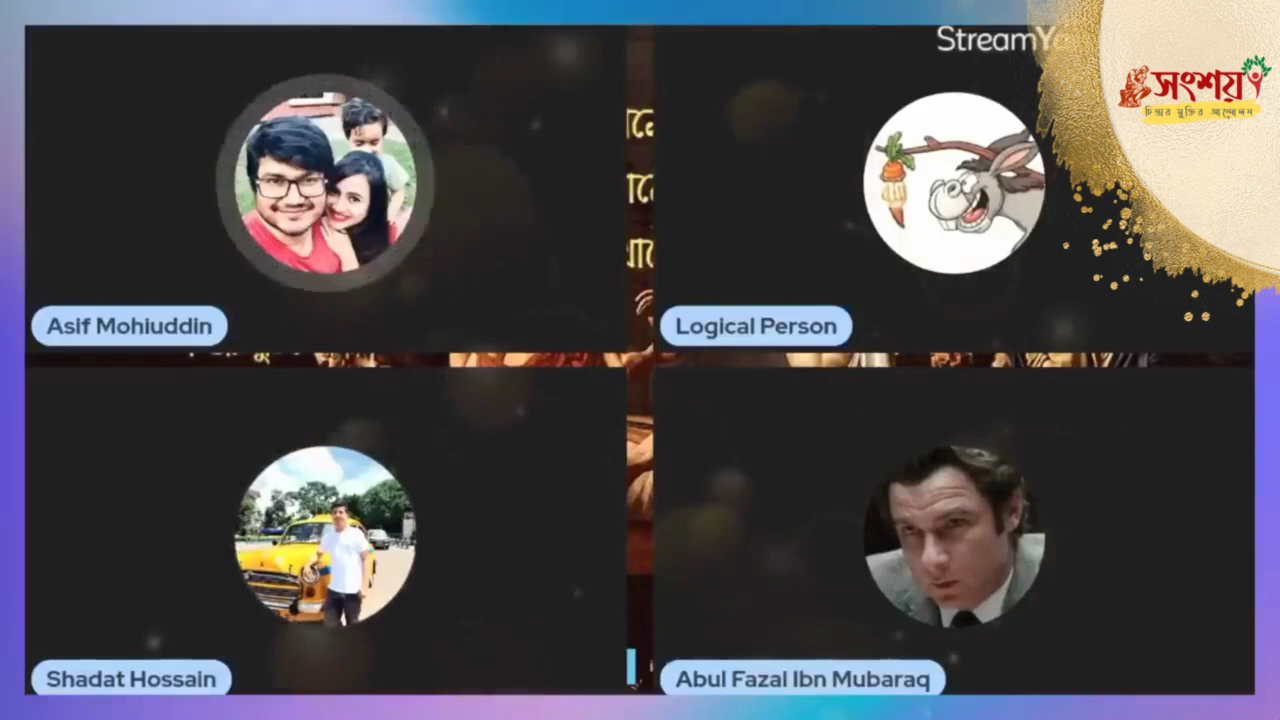 StreamYa
সংশয়
চিন্তার মুক্তির আন্দোলন
Asif Mohiuddin
Logical Person
Shadat Hossain
Abul Fazal Ibn Mubaraq